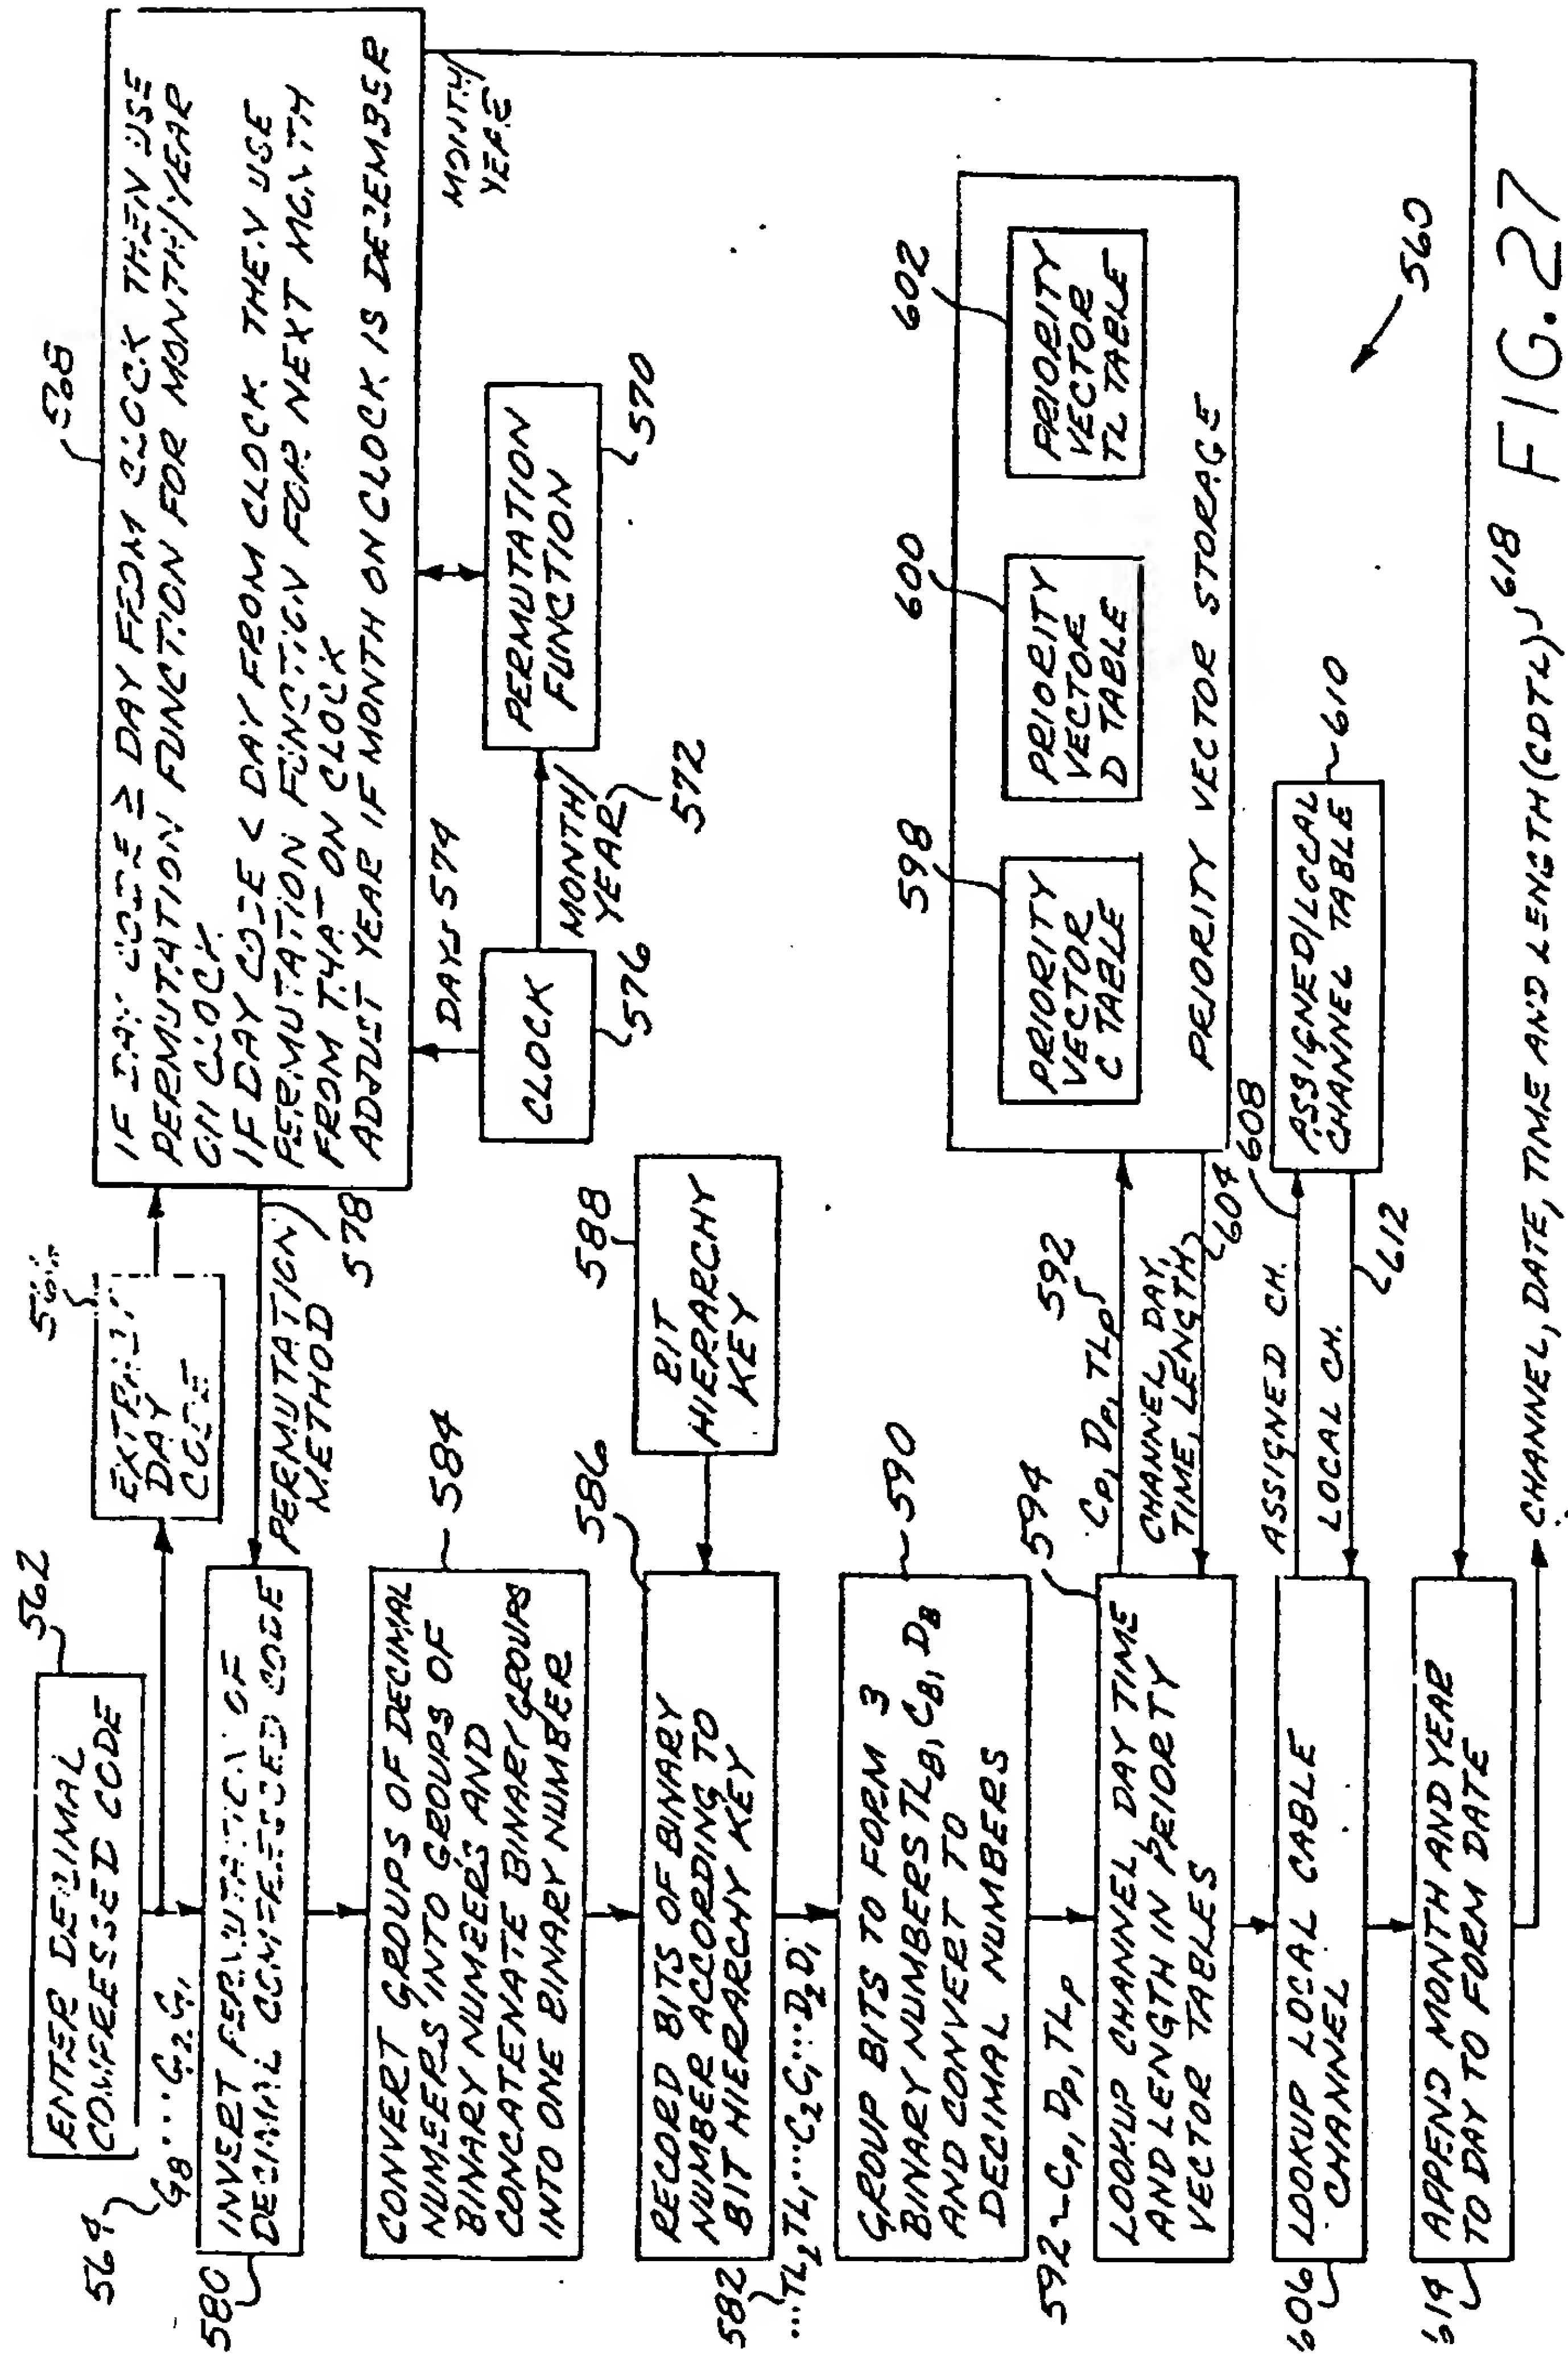 562
ENTER DECIMAL
COMPRESSED CODE
564
G8 ... G2 G1
EXTRACT
DAY
CODE
568
IF DAY CODE ≥ DAY FROM CLOCK THEN USE
PERMUTATION FUNCTION FOR MONTH/YEAR
ON CLOCK
IF DAY CODE < DAY FROM CLOCK THEN USE
PERMUTATION FUNCTION FOR NEXT MONTH
FROM THAT ON CLOCK
ADJUST YEAR IF MONTH ON CLOCK IS DECEMBER
MONTH/
YEAR
580
INVERT PERMUTATION OF
DECIMAL COMPRESSED CODE
PERMUTATION
METHOD
578
DAYS 574
CLOCK
576
MONTH/
YEAR
572
PERMUTATION
FUNCTION
570
584
CONVERT GROUPS OF DECIMAL
NUMBERS INTO GROUPS OF
BINARY NUMBERS AND
CONCATENATE BINARY GROUPS
INTO ONE BINARY NUMBER
586
588
BIT
HIERARCHY
KEY
RECORD BITS OF BINARY
NUMBER ACCORDING TO
BIT HIERARCHY KEY
582
...TL2 TL1 ...C2 C1 ...D2 D1
590
GROUP BITS TO FORM 3
BINARY NUMBERS TLB, CB, DB
AND CONVERT TO
DECIMAL NUMBERS
592 CP, DP, TLP
594
LOOKUP CHANNEL, DAY TIME
AND LENGTH IN PRIORITY
VECTOR TABLES
592
CP, DP, TLP
CHANNEL, DAY,
TIME, LENGTH
604
598
PRIORITY
VECTOR
C TABLE
600
PRIORITY
VECTOR
D TABLE
602
PRIORITY
VECTOR
TL TABLE
PRIORITY VECTOR STORAGE
606
LOOKUP LOCAL CABLE
CHANNEL
ASSIGNED CH.
608
LOCAL CH.
612
ASSIGNED/LOCAL
CHANNEL TABLE
610
560
614
APPEND MONTH AND YEAR
TO DAY TO FORM DATE
CHANNEL, DATE, TIME AND LENGTH (CDTL) 618
FIG. 27